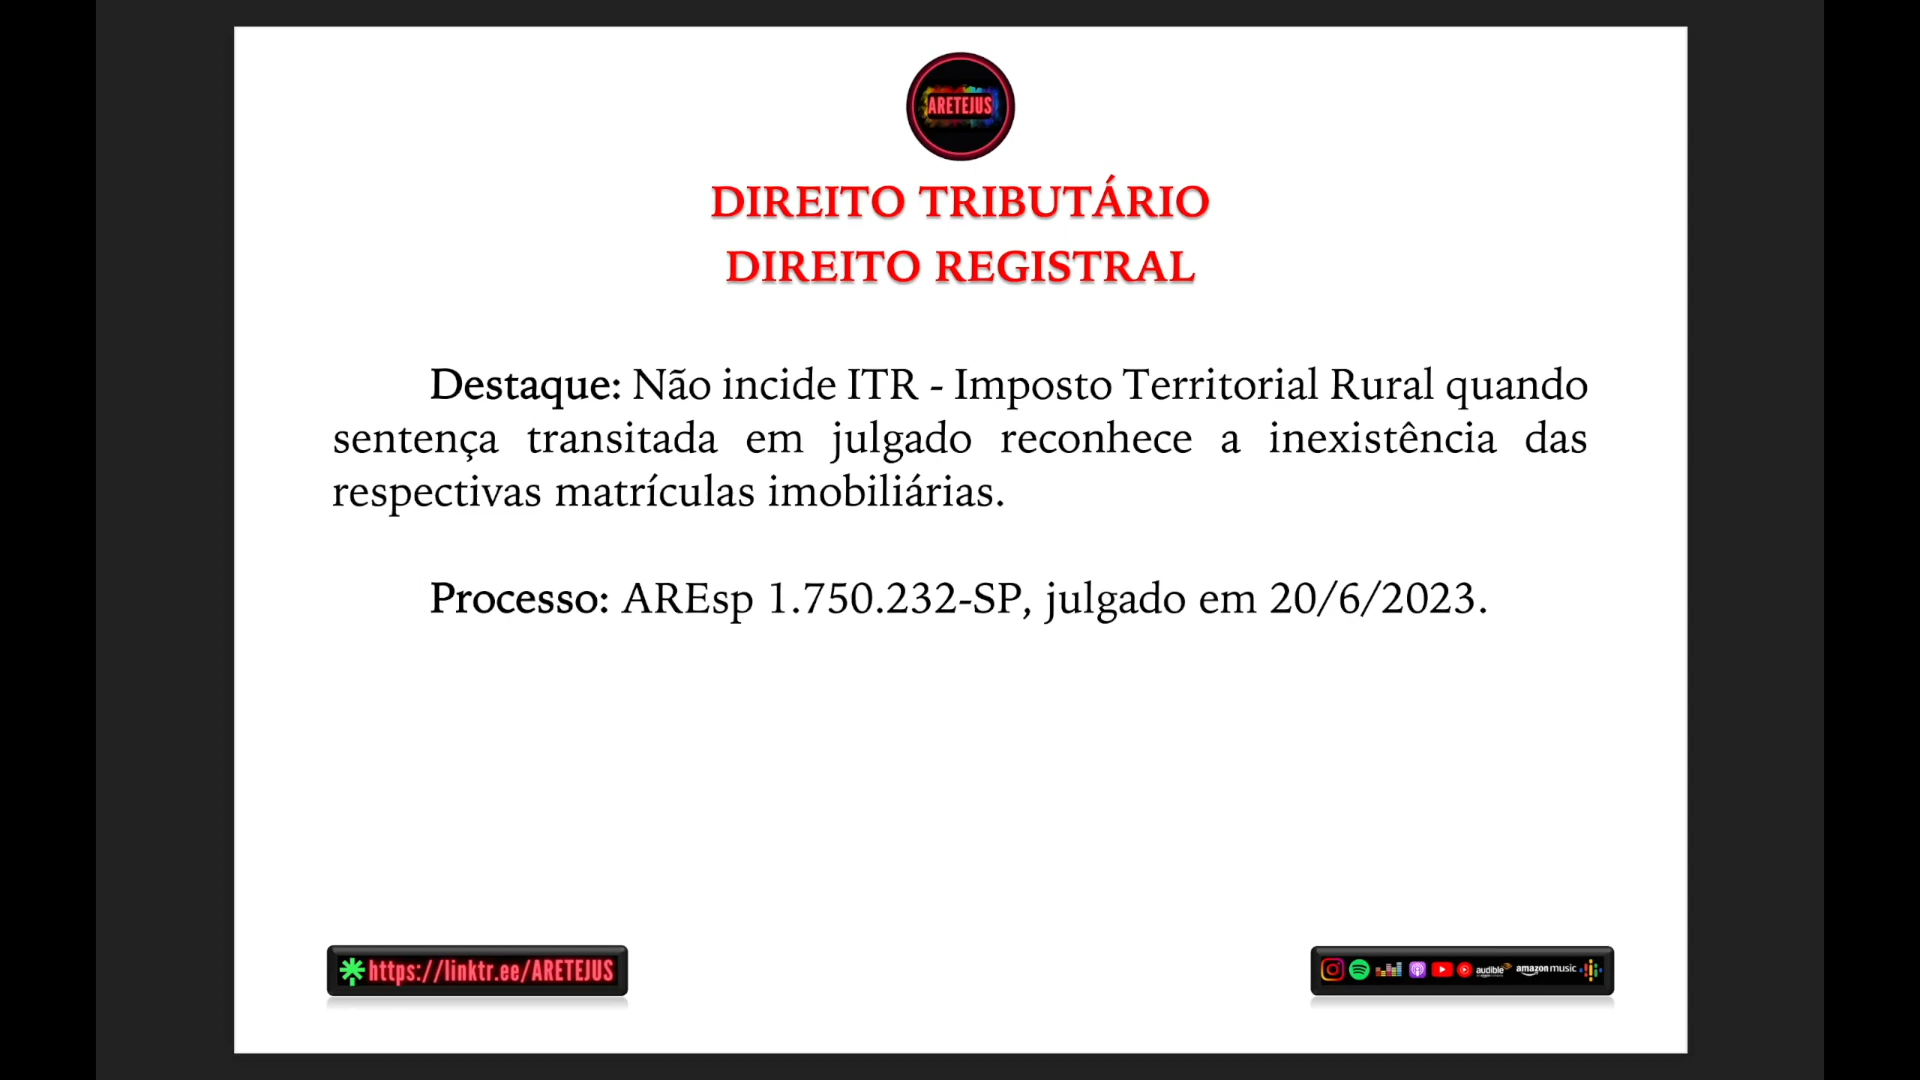 ARETEJUS
DIREITO TRIBUTÁRIO
DIREITO REGISTRAL
Destaque: Não incide ITR - Imposto Territorial Rural quando
sentença transitada em julgado reconhece a inexistência das
respectivas matrículas imobiliárias.
Processo: AREsp 1.750.232-SP, julgado em 20/6/2023.
https://linktr.ee/ARETEJUS
audible amazon music